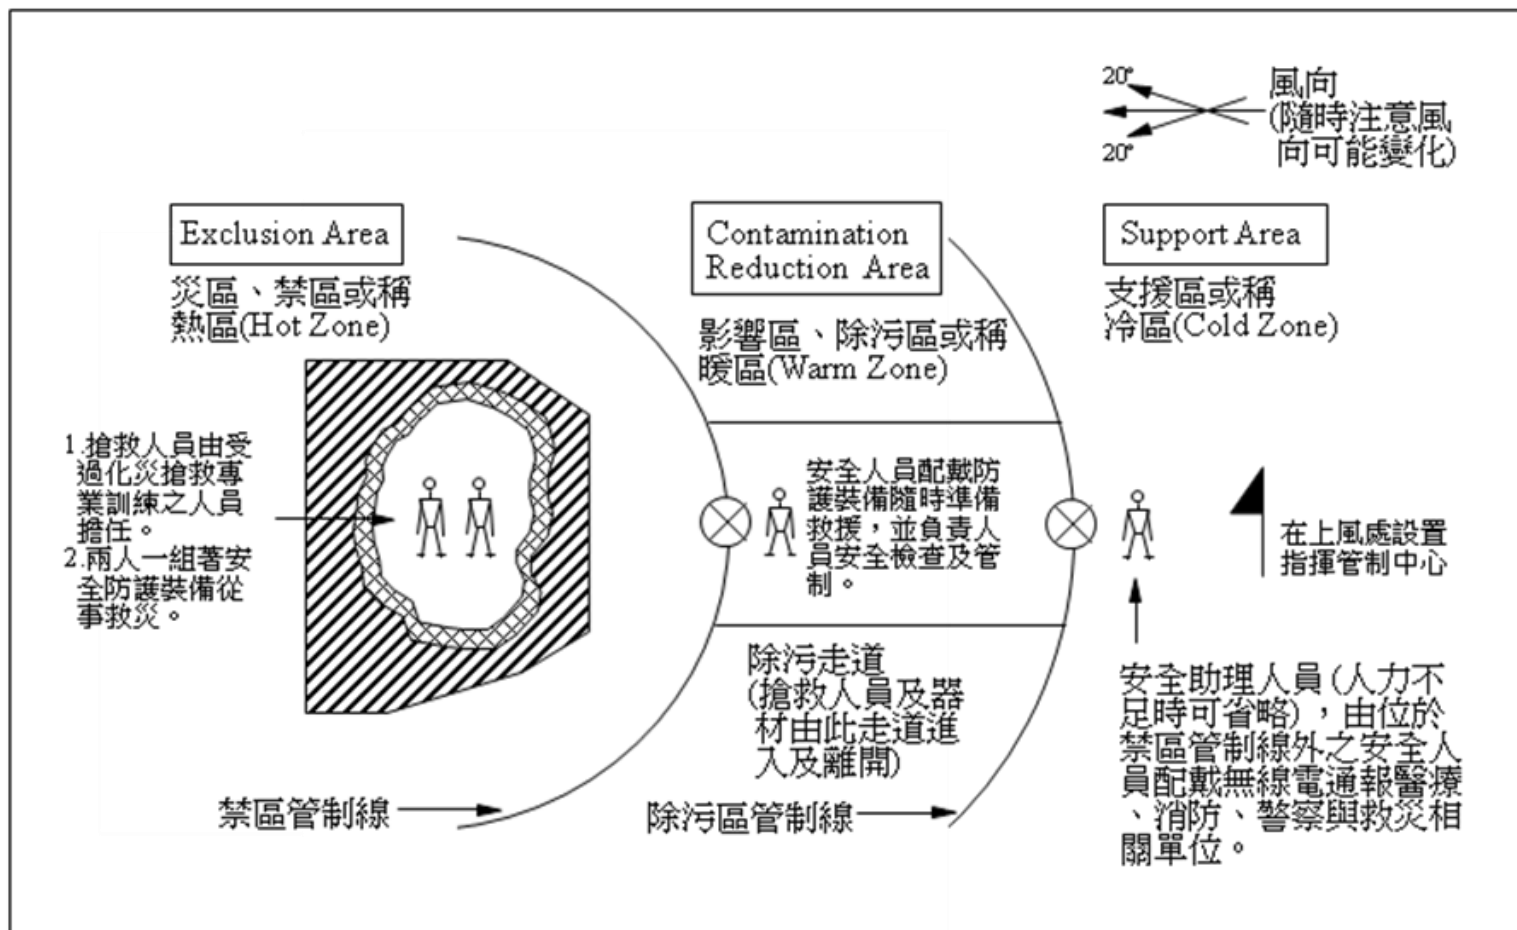 20°
風向
(隨時注意風
向可能變化)
20°
Exclusion Area
災區、禁區或稱
熱區(Hot Zone)
Contamination
Reduction Area
影響區、除污區或稱
暖區(Warm Zone)
Support Area
支援區或稱
冷區(Cold Zone)
1.搶救人員由受
過化災搶救專
業訓練之人員
擔任。
2.兩人一組著安
全防護裝備從
事救災。
安全人員配戴防
護裝備隨時準備
救援，並負責人
員安全檢查及管
制。
在上風處設置
指揮管制中心
除污走道
(搶救人員及器
材由此走道進
入及離開)
安全助理人員(人力不
足時可省略)，由位於
禁區管制線外之安全人
員配戴無線電通報醫療
、消防、警察與救災相
關單位。
禁區管制線
除污區管制線